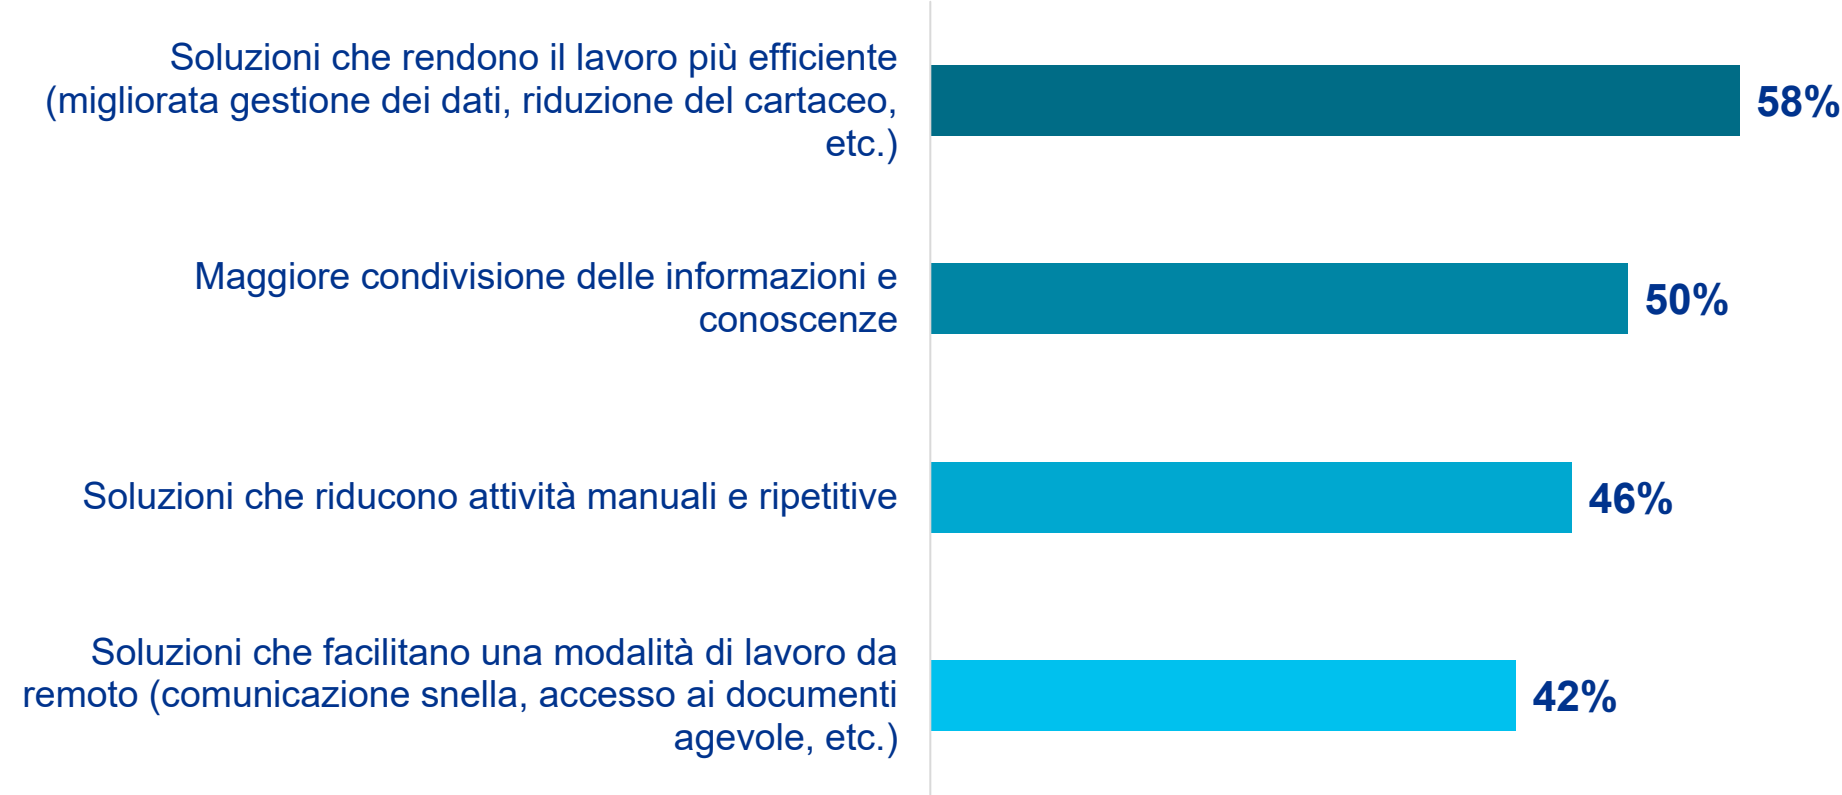 Soluzioni che rendono il lavoro più efficiente
(migliorata gestione dei dati, riduzione del cartaceo,
etc.)
58%
Maggiore condivisione delle informazioni e
conoscenze
50%
Soluzioni che riducono attività manuali e ripetitive
46%
Soluzioni che facilitano una modalità di lavoro da
remoto (comunicazione snella, accesso ai documenti
agevole, etc.)
42%